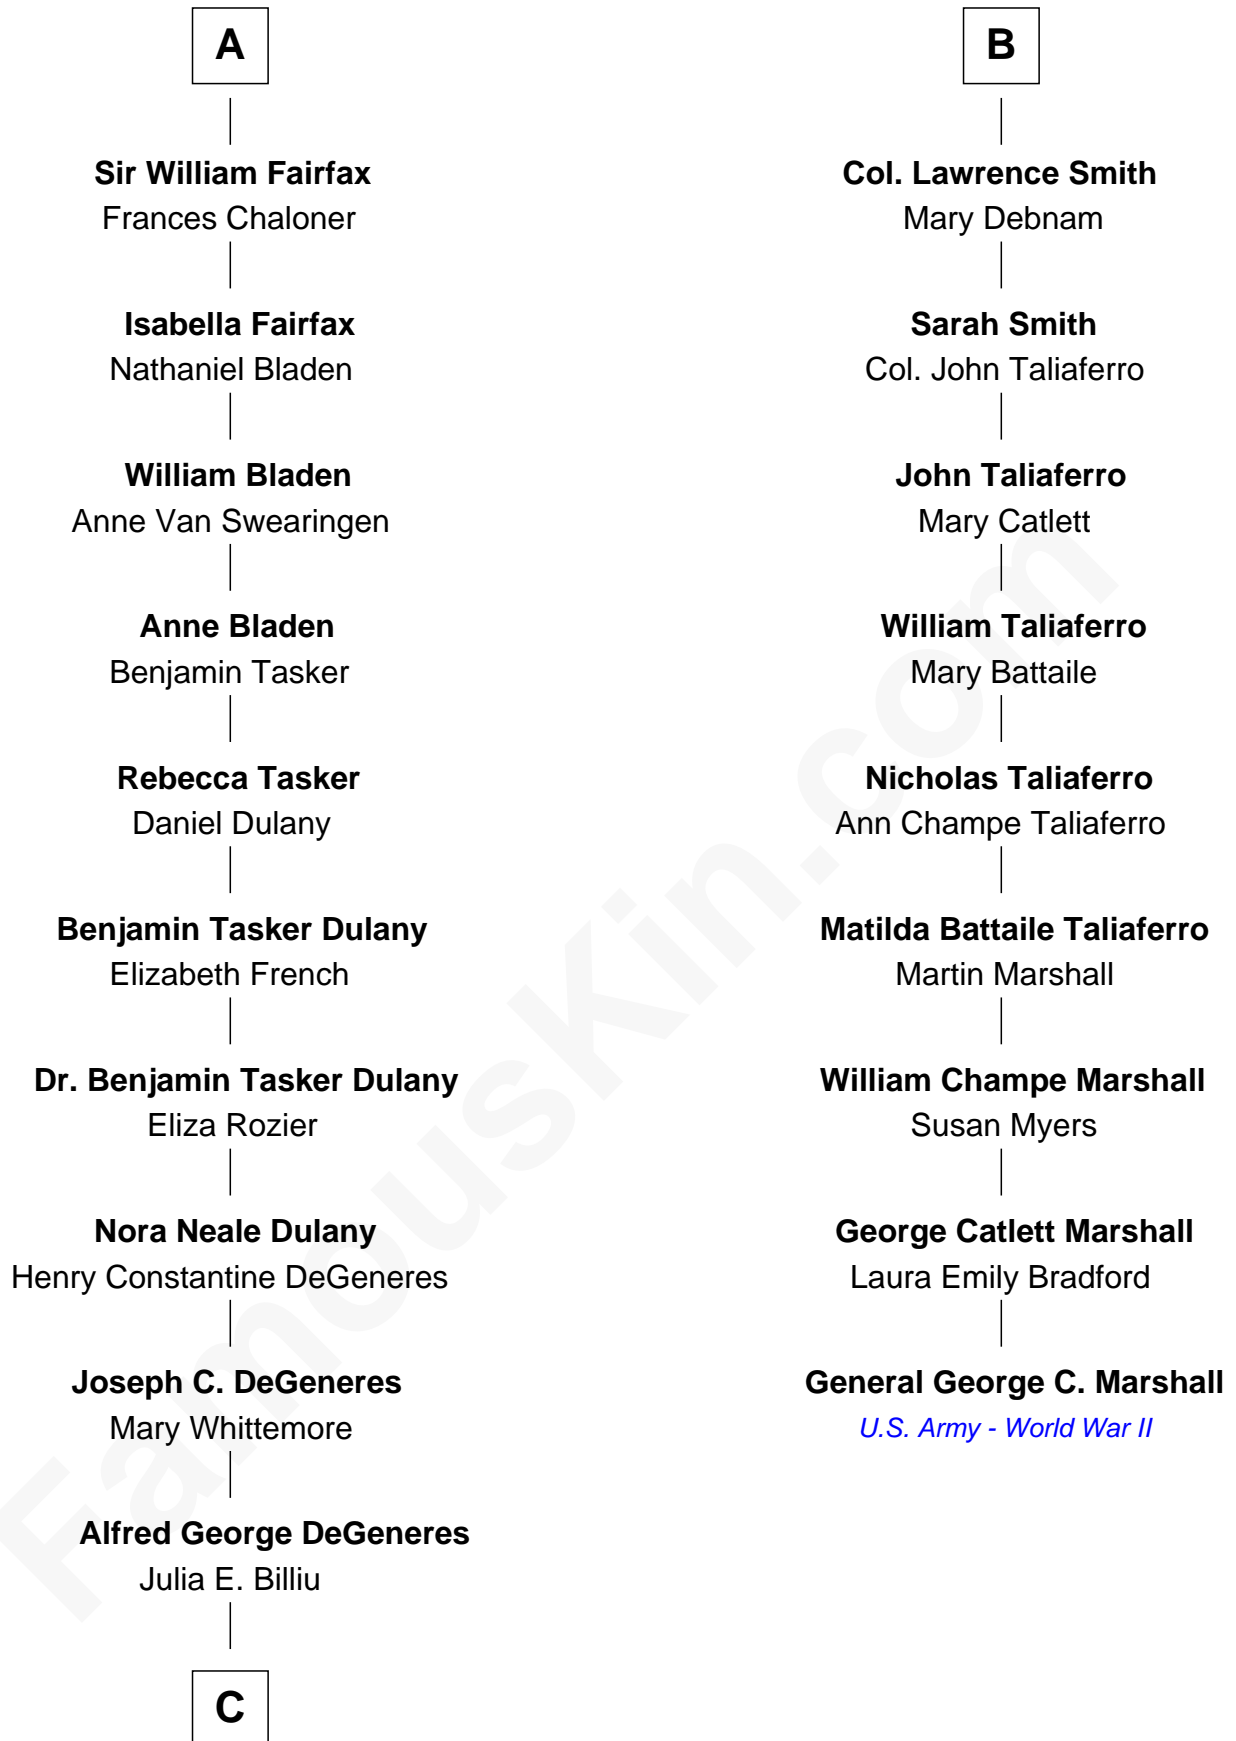 A
Sir William Fairfax
Frances Chaloner
Isabella Fairfax
Nathaniel Bladen
William Bladen
Anne Van Swearingen
Anne Bladen
Benjamin Tasker
Rebecca Tasker
Daniel Dulany
Benjamin Tasker Dulany
Elizabeth French
Dr. Benjamin Tasker Dulany
Eliza Rozier
Nora Neale Dulany
Henry Constantine DeGeneres
Joseph C. DeGeneres
Mary Whittemore
Alfred George DeGeneres
Julia E. Billiu
C
B
Col. Lawrence Smith
Mary Debnam
Sarah Smith
Col. John Taliaferro
John Taliaferro
Mary Catlett
William Taliaferro
Mary Battaile
Nicholas Taliaferro
Ann Champe Taliaferro
Matilda Battaile Taliaferro
Martin Marshall
William Champe Marshall
Susan Myers
George Catlett Marshall
Laura Emily Bradford
General George C. Marshall
U.S. Army - World War II
FamousKin.com